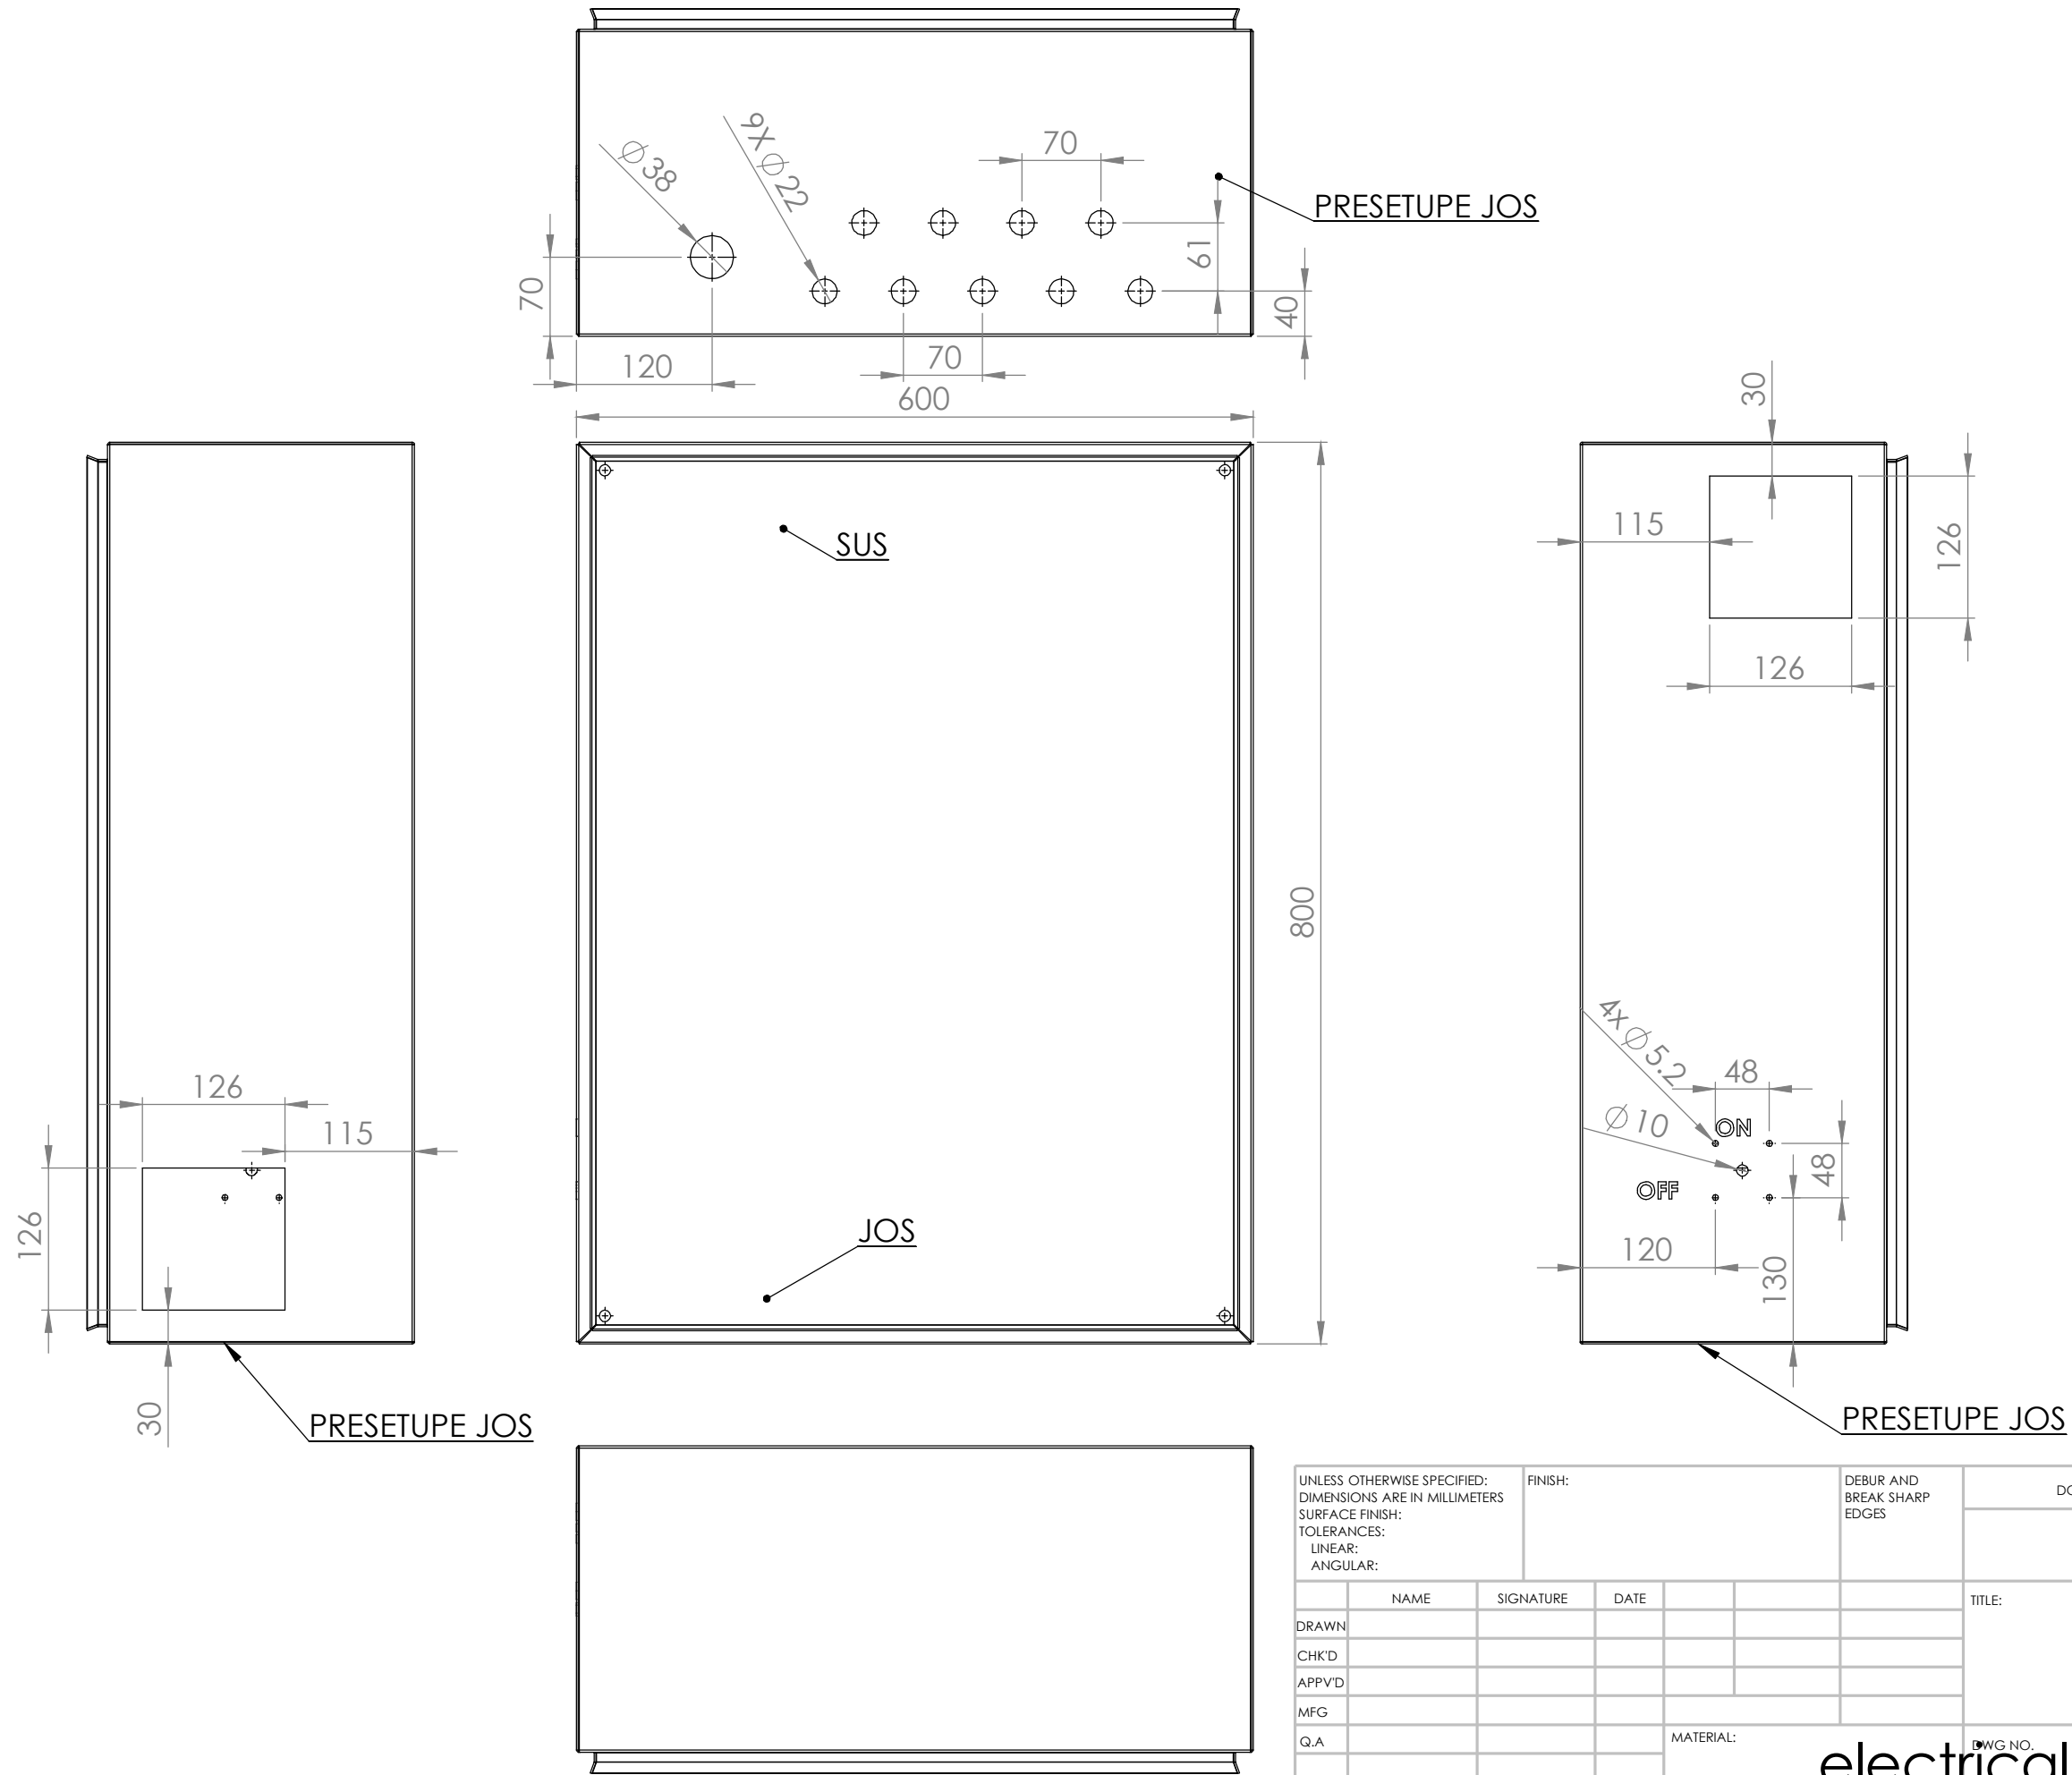 ⌀38
9X⌀22
70
PRESETUPE JOS
61
70
40
120
70
600
30
115
126
SUS
126
800
4x⌀5.2
48
126
⌀10
ON
115
48
OFF
126
JOS
120
130
30
PRESETUPE JOS
PRESETUPE JOS
UNLESS OTHERWISE SPECIFIED:
DIMENSIONS ARE IN MILLIMETERS
SURFACE FINISH:
TOLERANCES:
LINEAR:
ANGULAR:
FINISH:
DEBUR AND
BREAK SHARP
EDGES
NAME
SIGNATURE
DATE
TITLE:
DRAWN
CHK'D
APPV'D
MFG
Q.A
MATERIAL:
DWG NO.
electrical